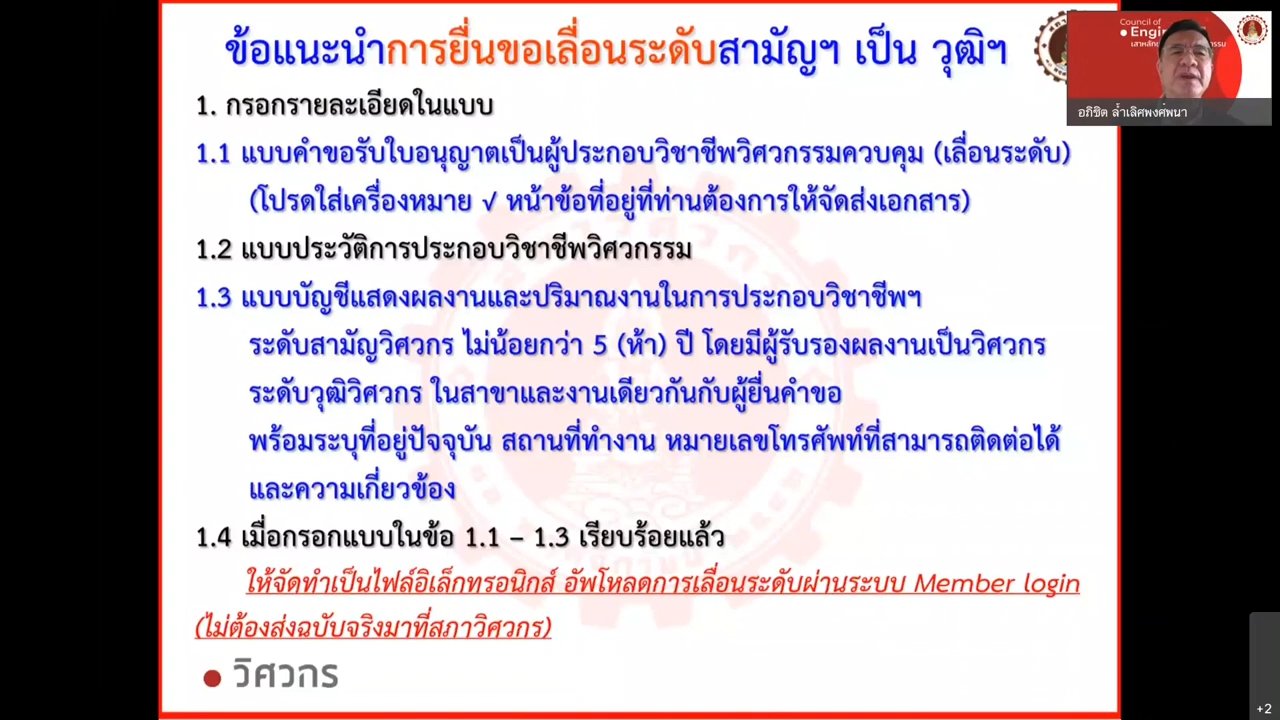 ข้อแนะนำการยื่นขอเลื่อนระดับสามัญฯ เป็น วุฒิฯ
1. กรอกรายละเอียดในแบบ
1.1 แบบคำขอรับใบอนุญาตเป็นผู้ประกอบวิชาชีพวิศวกรรมควบคุม (เลื่อนระดับ)
(โปรดใส่เครื่องหมาย √ หน้าข้อที่อยู่ที่ท่านต้องการให้จัดส่งเอกสาร)
1.2 แบบประวัติการประกอบวิชาชีพวิศวกรรม
1.3 แบบบัญชีแสดงผลงานและปริมาณงานในการประกอบวิชาชีพฯ
ระดับสามัญวิศวกร ไม่น้อยกว่า 5 (ห้า) ปี โดยมีผู้รับรองผลงานเป็นวิศวกร
ระดับวุฒิวิศวกร ในสาขาและงานเดียวกันกับผู้ยื่นคำขอ
พร้อมระบุที่อยู่ปัจจุบัน สถานที่ทำงาน หมายเลขโทรศัพท์ที่สามารถติดต่อได้
และความเกี่ยวข้อง
1.4 เมื่อกรอกแบบในข้อ 1.1 – 1.3 เรียบร้อยแล้ว
ให้จัดทำเป็นไฟล์อิเล็กทรอนิกส์ อัพโหลดการเลื่อนระดับผ่านระบบ Member login
(ไม่ต้องส่งฉบับจริงมาที่สภาวิศวกร)
วิศวกร
Council of
Engin
อภิชิต ล้ำเลิศพงศ์พนา
+2